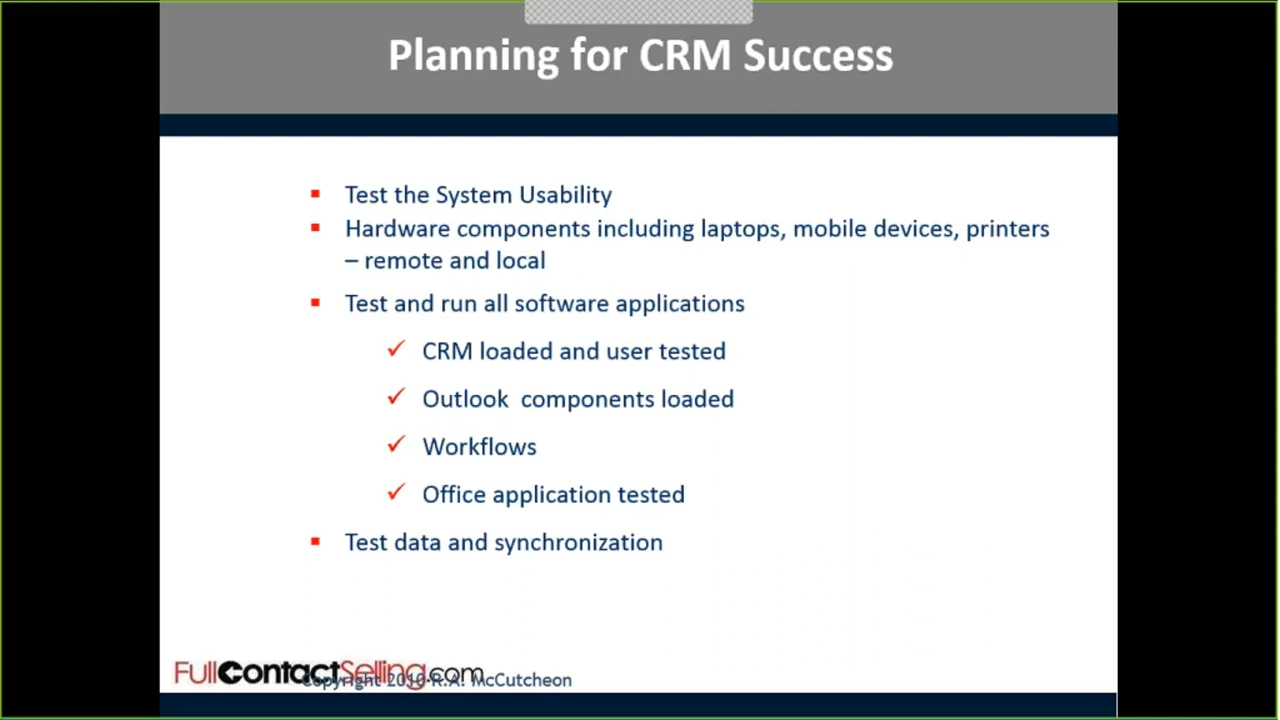 Planning for CRM Success
Test the System Usability
Hardware components including laptops, mobile devices, printers
– remote and local
Test and run all software applications
CRM loaded and user tested
Outlook components loaded
Workflows
Office application tested
Test data and synchronization
FullContactSelling.com
Copyright 2010 R.A. McCutcheon